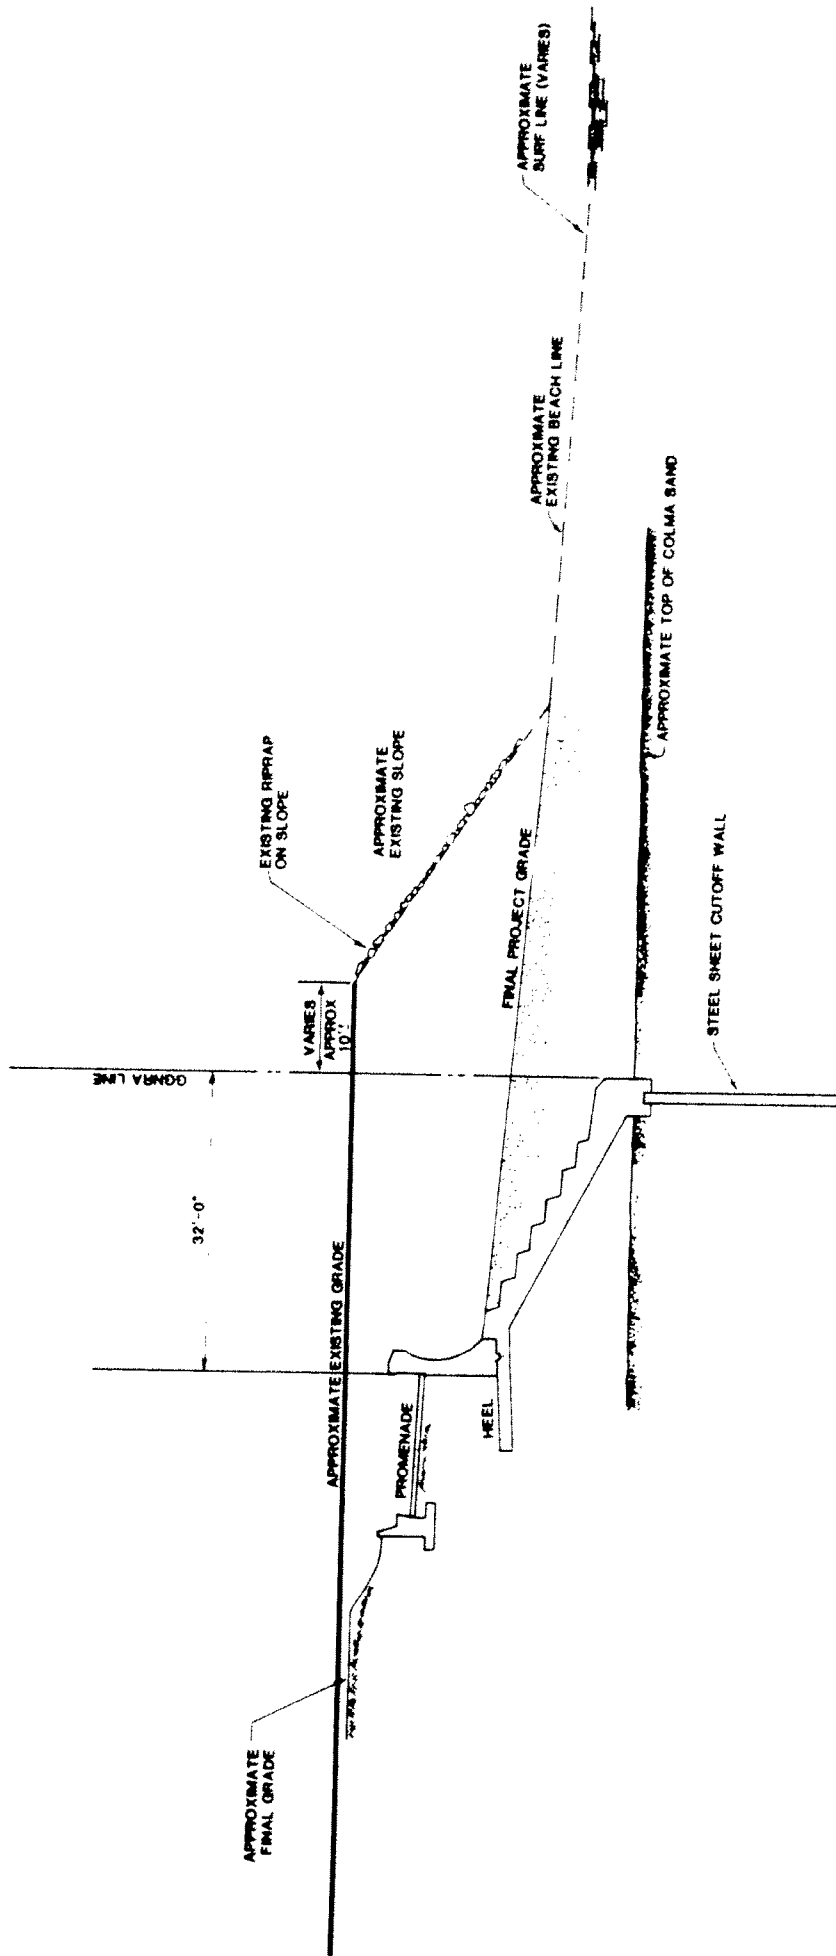 APPROXIMATE
FINAL GRADE
APPROXIMATE EXISTING GRADE
PROMENADE
HEEL
32'-0"
GGNRA LINE
VARIES
APPROX
10''
EXISTING RIPRAP
ON SLOPE
APPROXIMATE
EXISTING SLOPE
FINAL PROJECT GRADE
STEEL SHEET CUTOFF WALL
APPROXIMATE TOP OF COLMA SAND
APPROXIMATE
EXISTING BEACH LINE
APPROXIMATE
SURF LINE (VARIES)